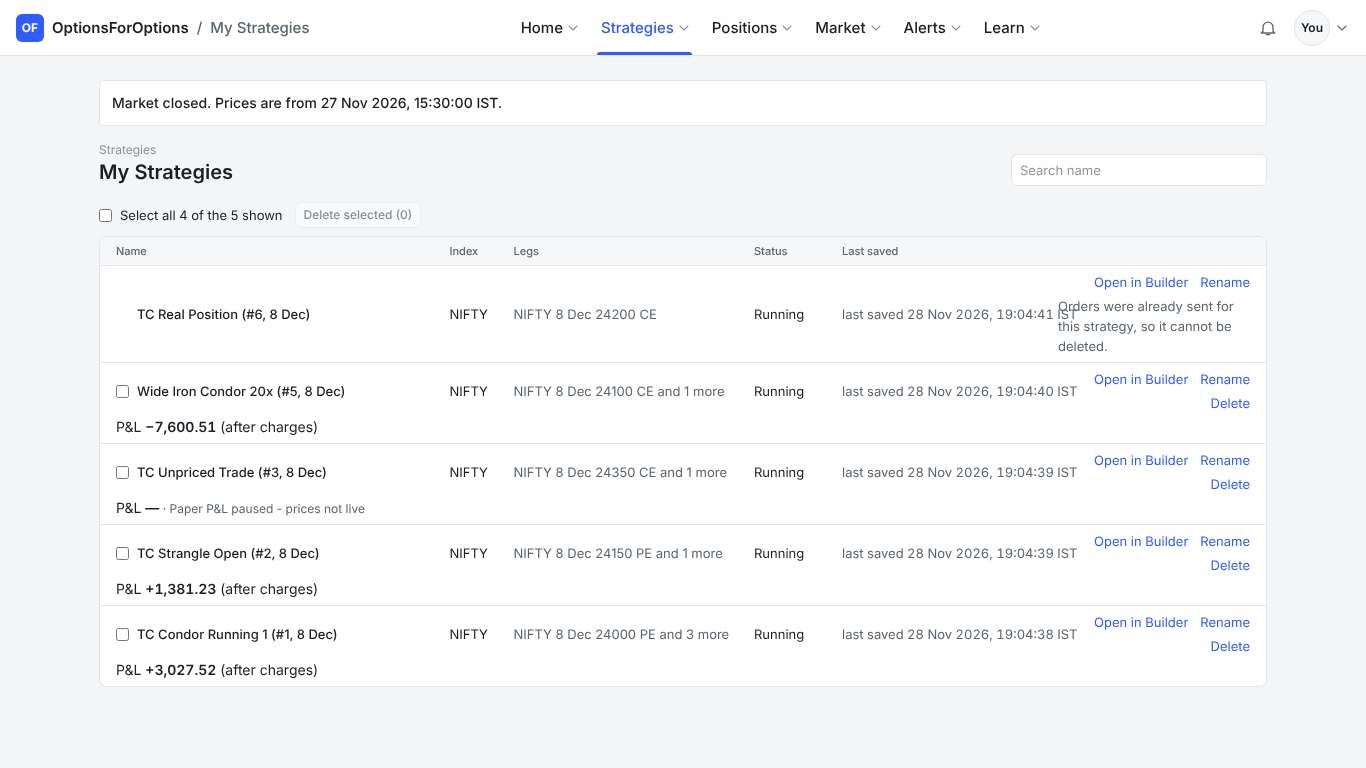 OF OptionsForOptions / My Strategies Home Strategies Positions Market Alerts Learn You
Market closed. Prices are from 27 Nov 2026, 15:30:00 IST.
Strategies
My Strategies
Search name
Select all 4 of the 5 shown Delete selected (0)
Name Index Legs Status Last saved
Open in Builder Rename
TC Real Position (#6, 8 Dec) NIFTY NIFTY 8 Dec 24200 CE Running last saved 28 Nov 2026, 19:04:41 IST
Orders were already sent for
this strategy, so it cannot be
deleted.
Open in Builder Rename
Wide Iron Condor 20x (#5, 8 Dec) NIFTY NIFTY 8 Dec 24100 CE and 1 more Running last saved 28 Nov 2026, 19:04:40 IST
Delete
P&L −7,600.51 (after charges)
Open in Builder Rename
TC Unpriced Trade (#3, 8 Dec) NIFTY NIFTY 8 Dec 24350 CE and 1 more Running last saved 28 Nov 2026, 19:04:39 IST
Delete
P&L — · Paper P&L paused - prices not live
Open in Builder Rename
TC Strangle Open (#2, 8 Dec) NIFTY NIFTY 8 Dec 24150 PE and 1 more Running last saved 28 Nov 2026, 19:04:39 IST
Delete
P&L +1,381.23 (after charges)
Open in Builder Rename
TC Condor Running 1 (#1, 8 Dec) NIFTY NIFTY 8 Dec 24000 PE and 3 more Running last saved 28 Nov 2026, 19:04:38 IST
Delete
P&L +3,027.52 (after charges)